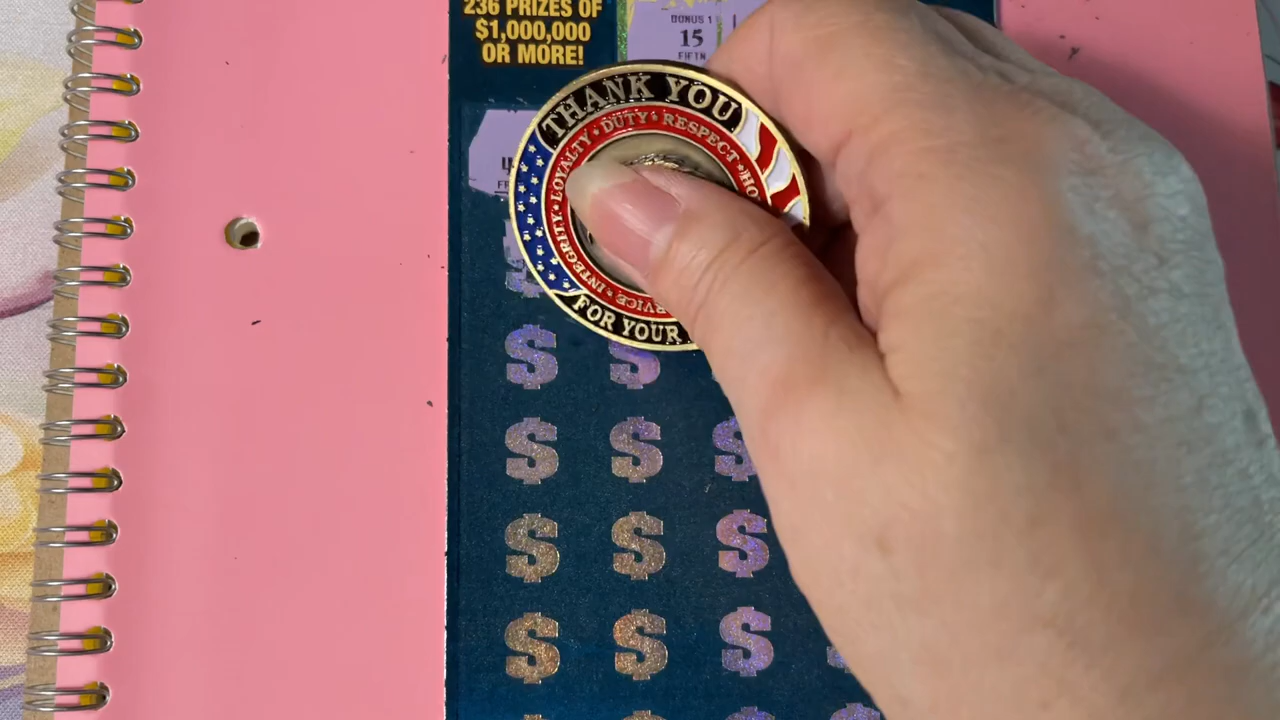 236 PRIZES OF
$1,000,000
OR MORE!
BONUS 1
15
FIFTN
THANK YOU
INTEGRITY • LOYALTY • DUTY • RESPECT •
FOR YOUR
$
$ $
$ $ $
$ $ $
$ $ $